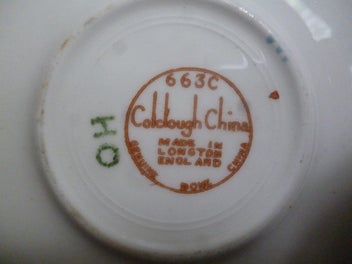 663C
Colclough China
MADE IN
LONGTON
ENGLAND
GENUINE BONE CHINA
HO